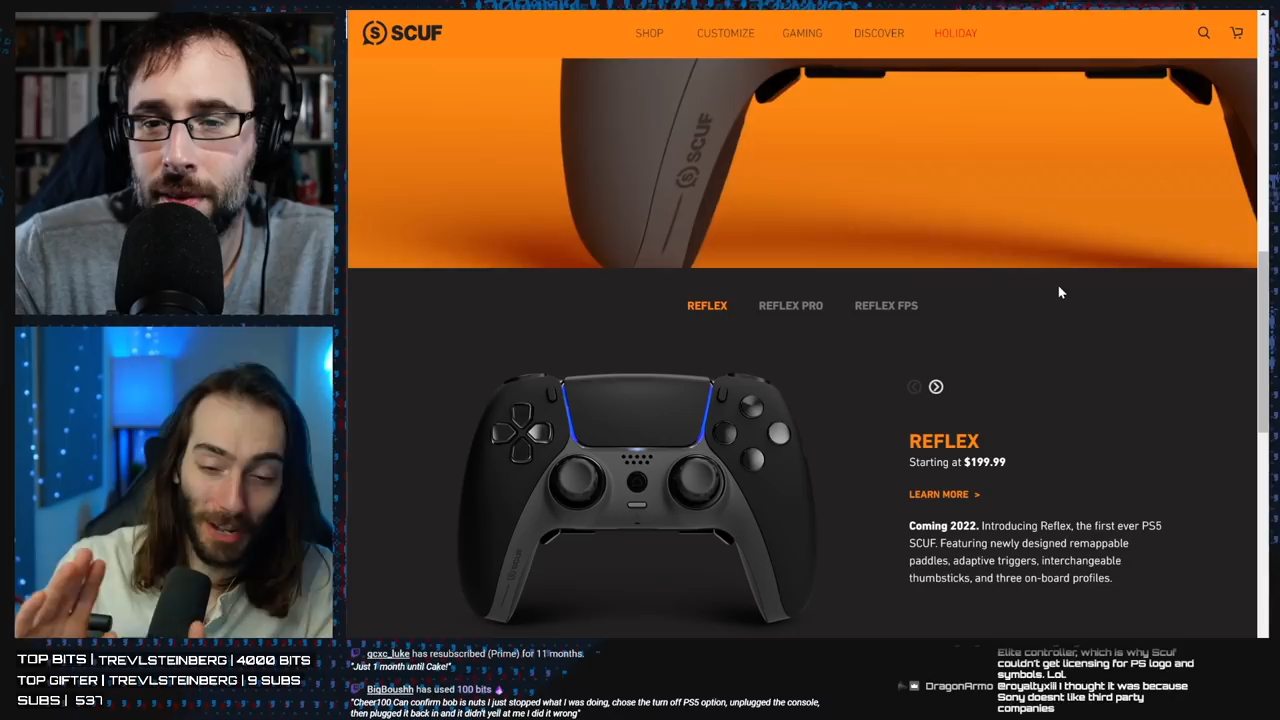 SCUF
SHOP CUSTOMIZE GAMING DISCOVER HOLIDAY
SCUF
REFLEX REFLEX PRO REFLEX FPS
REFLEX
Starting at $199.99
LEARN MORE >
Coming 2022. Introducing Reflex, the first ever PS5
SCUF. Featuring newly designed remappable
paddles, adaptive triggers, interchangeable
thumbsticks, and three on-board profiles.
SCUF
TOP BITS | TREVLSTEINBERG | 4000 BITS
TOP GIFTER | TREVLSTEINBERG | 9 SUBS
SUBS | 537
gcxc_luke has resubscribed (Prime) for 11 months.
"Just 1 month until Cake!"
BigBoushh has used 100 bits
"Cheer100 Can confirm bob is nuts I just stopped what I was doing, chose the turn off PS5 option, unplugged the console,
then plugged it back in and it didn't yell at me i did it wrong"
Elite controller, which is why Scuf
couldn't get licensing for PS logo and
symbols. Lol.
DragonArmo @royaltyxiii I thought it was because
Sony doesnt like third party
companies